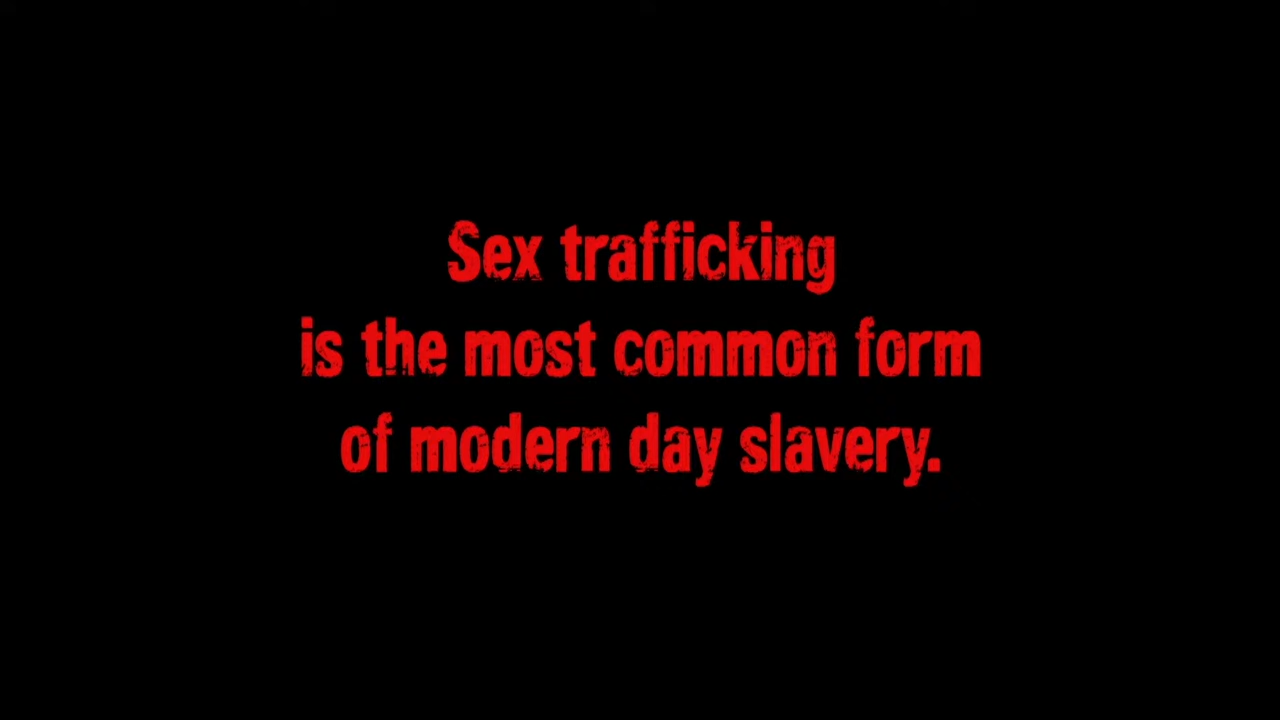 Sex trafficking
is the most common form
of modern day slavery.